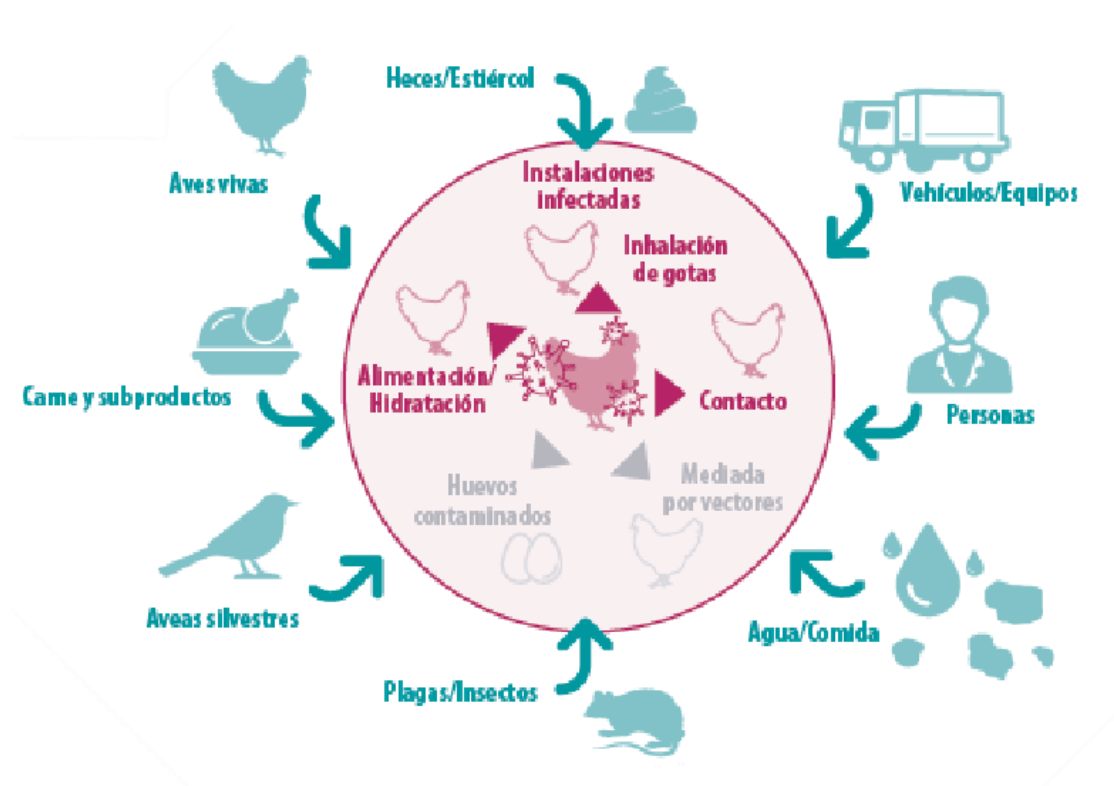 Heces/Estiércol
Aves vivas
Vehículos/Equipos
Instalaciones
infectadas
Inhalación
de gotas
Alimentación/
Hidratación
Contacto
Carne y subproductos
Personas
Huevos
contaminados
Mediada
por vectores
Aveas silvestres
Agua/Comida
Plagas/Insectos